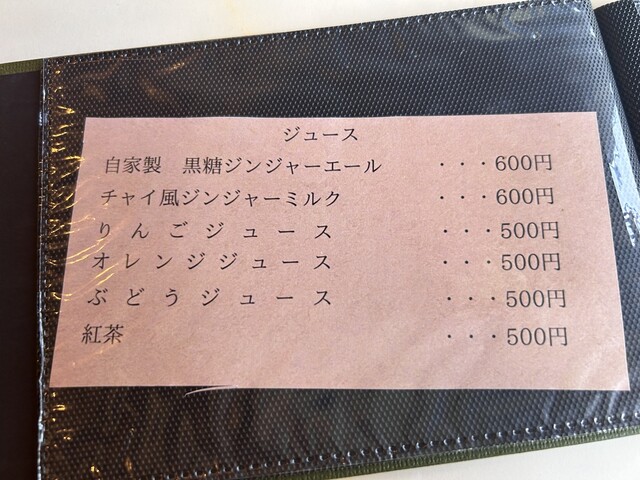 ジュース
自家製　黒糖ジンジャーエール　・・・600円
チャイ風ジンジャーミルク　・・・600円
りんごジュース　・・・500円
オレンジジュース　・・・500円
ぶどうジュース　・・・500円
紅茶　・・・500円